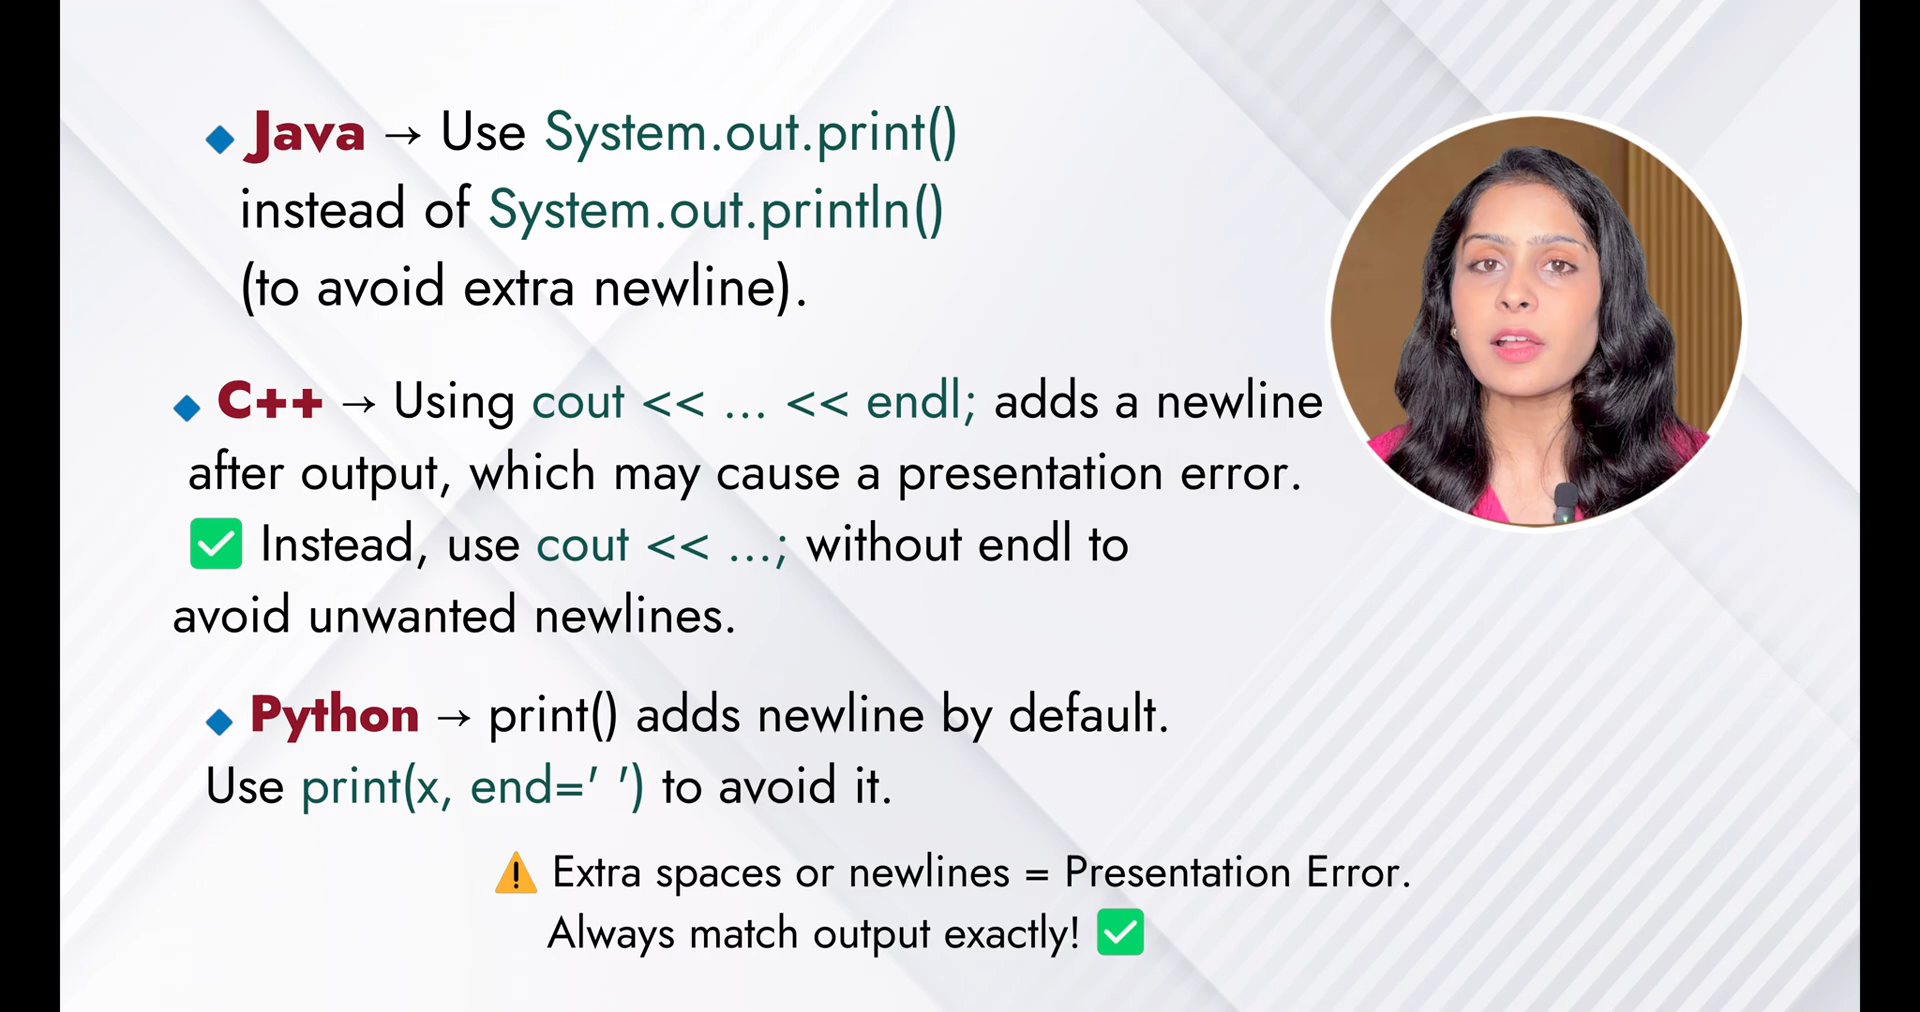 🔹 Java → Use System.out.print()
instead of System.out.println()
(to avoid extra newline).
🔹 C++ → Using cout << ... << endl; adds a newline
after output, which may cause a presentation error.
✅ Instead, use cout << ...; without endl to
avoid unwanted newlines.
🔹 Python → print() adds newline by default.
Use print(x, end=' ') to avoid it.
⚠️ Extra spaces or newlines = Presentation Error.
Always match output exactly! ✅